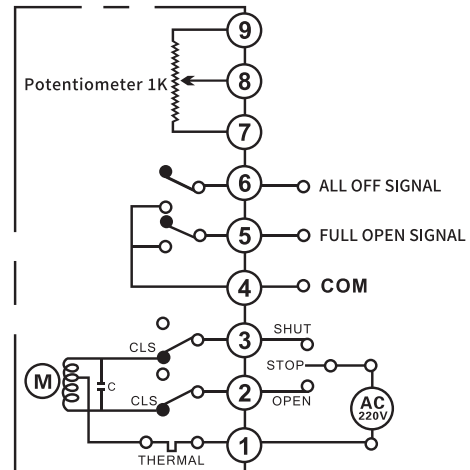 9
Potentiometer 1K
8
7
6 ALL OFF SIGNAL
5 FULL OPEN SIGNAL
4 COM
CLS 3 SHUT
STOP
M C
CLS 2 OPEN
AC
220V
1
THERMAL